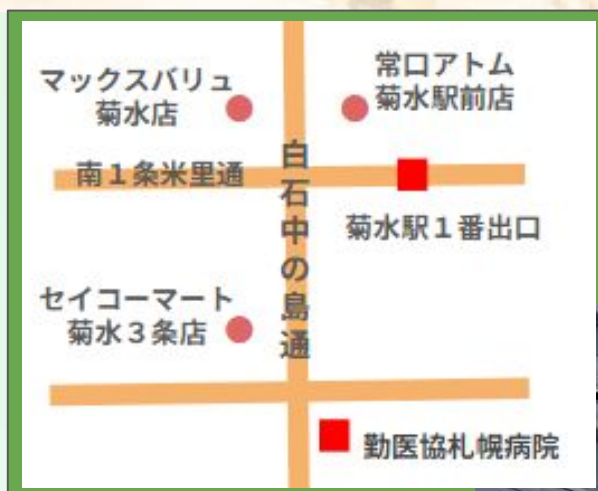 マックスバリュ
菊水店
常口アトム
菊水駅前店
南１条米里通
白石中の島通
菊水駅１番出口
セイコーマート
菊水３条店
勤医協札幌病院